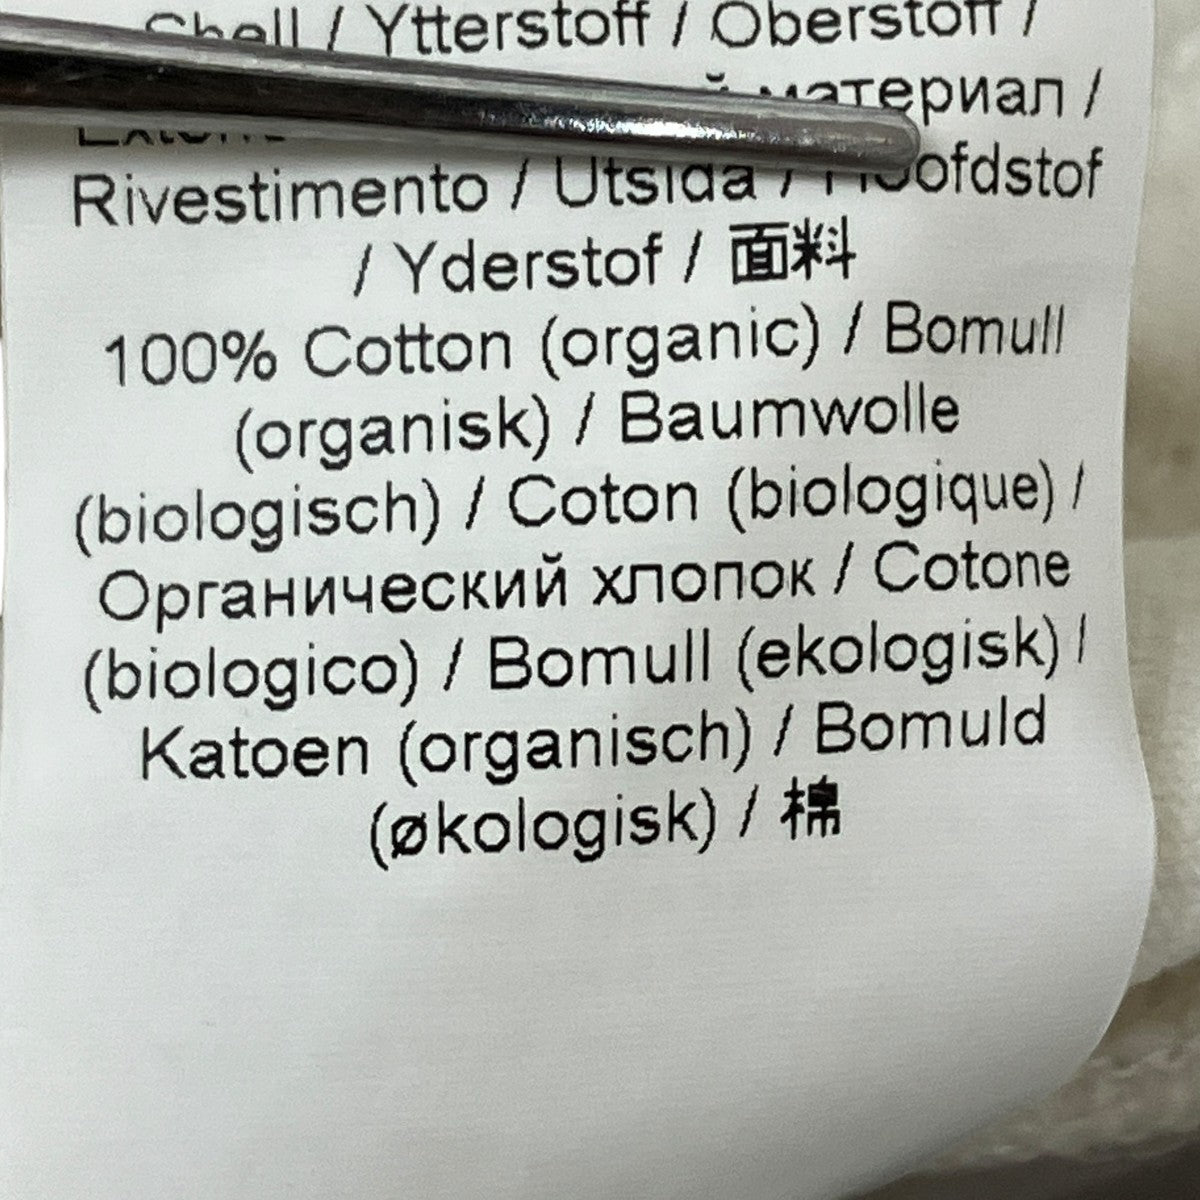 Shell / Ytterstoff / Oberstoff /
материал /
Rivestimento / Utsida / Hoofdstof
/ Yderstof / 面料
100% Cotton (organic) / Bomull
(organisk) / Baumwolle
(biologisch) / Coton (biologique) /
Органический хлопок / Cotone
(biologico) / Bomull (ekologisk) /
Katoen (organisch) / Bomuld
(økologisk) / 棉